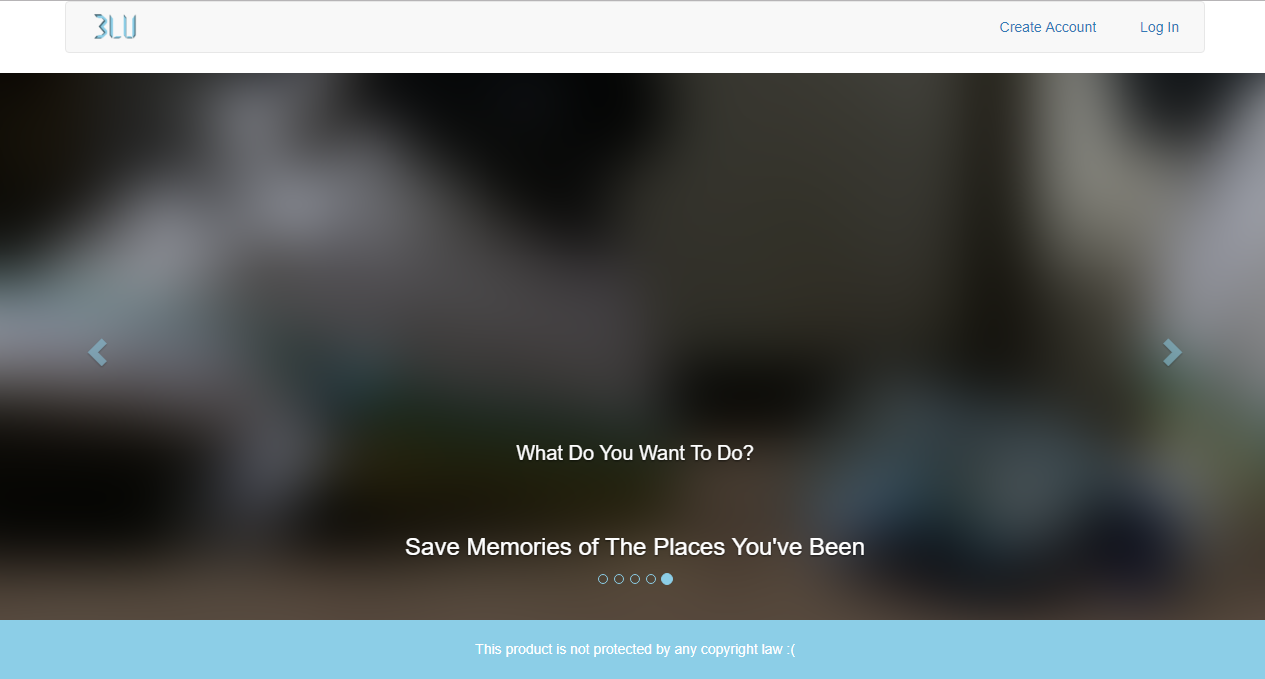 3LU
Create Account
Log In
What Do You Want To Do?
Save Memories of The Places You've Been
This product is not protected by any copyright law :(